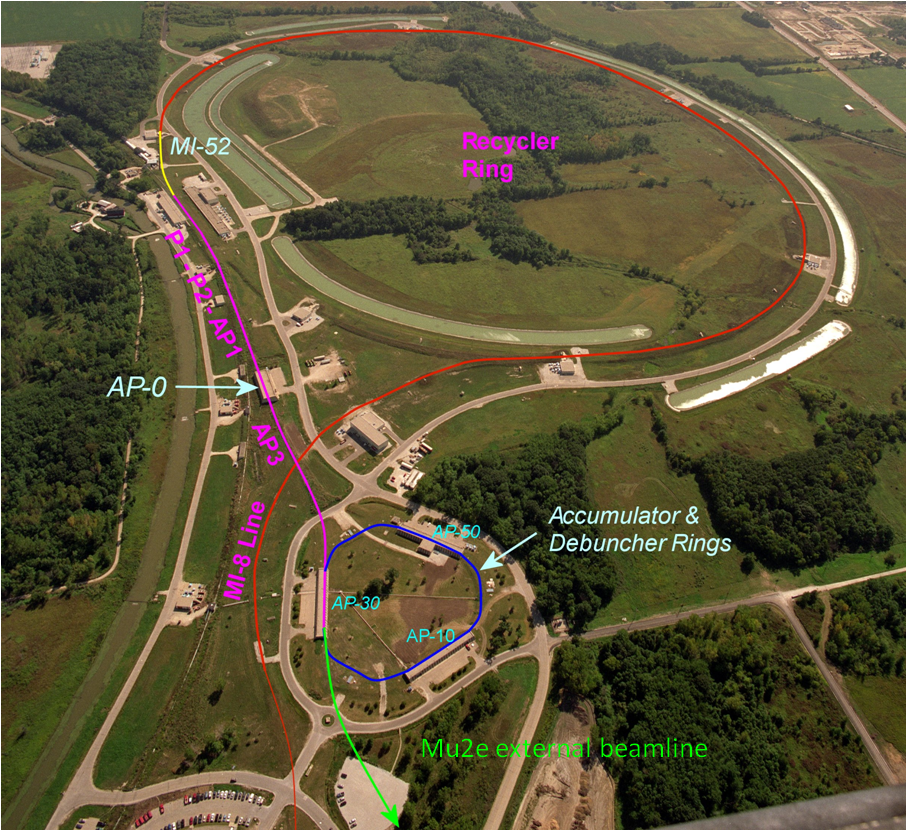 MI-52
Recycler
Ring
P1- P2- AP1
AP-0
AP3
MI-8 Line
Accumulator &
Debuncher Rings
AP-50
AP-30
AP-10
Mu2e external beamline